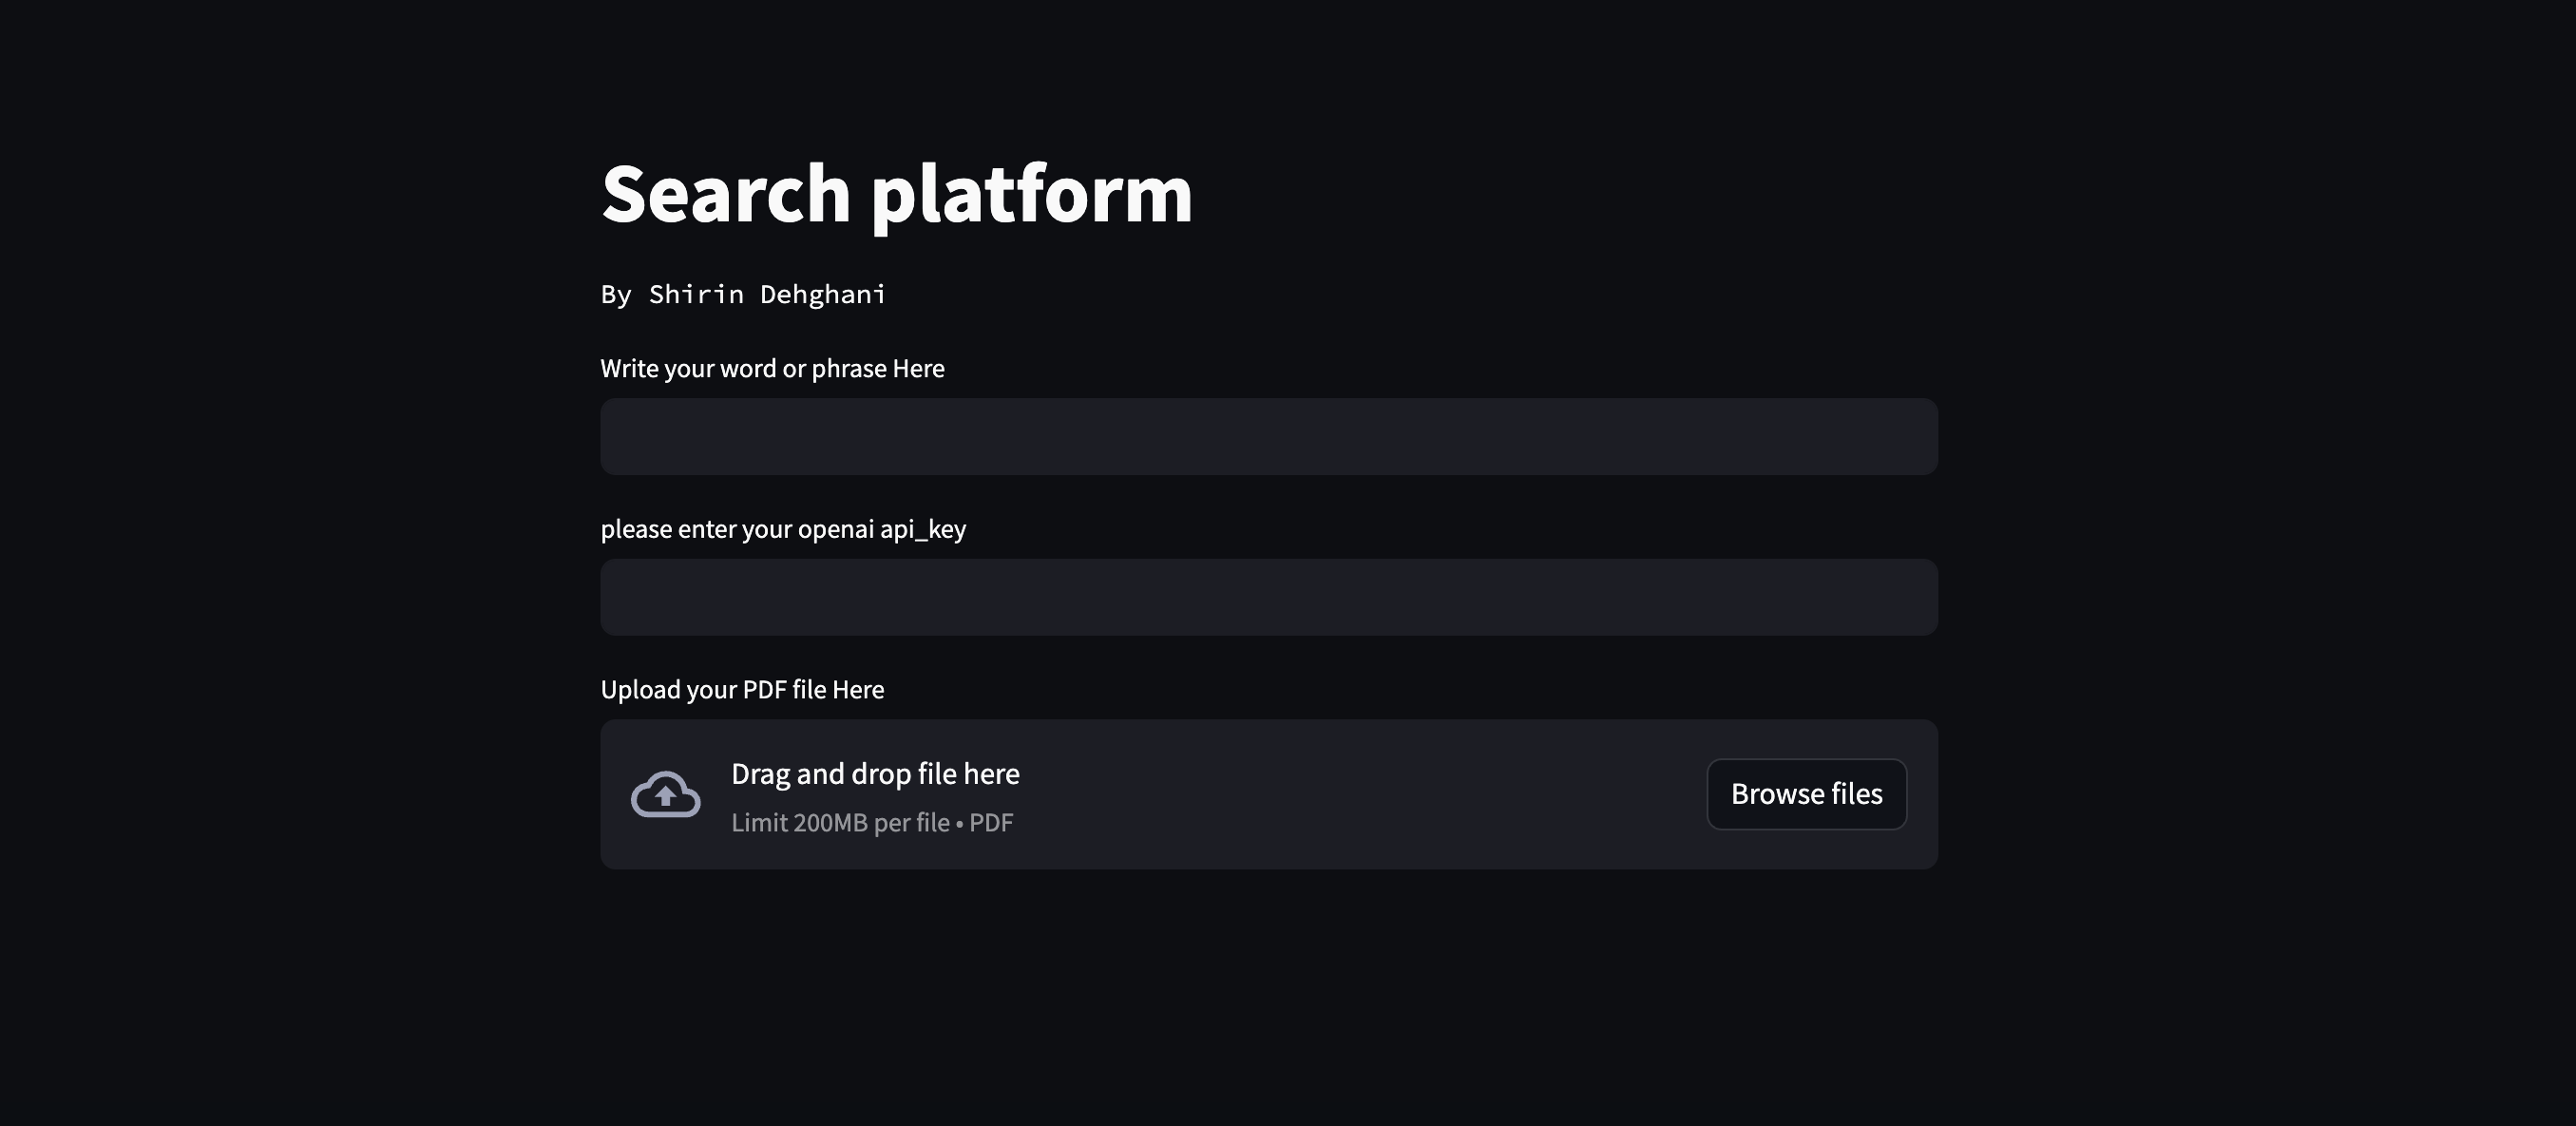 Search platform
By Shirin Dehghani
Write your word or phrase Here
please enter your openai api_key
Upload your PDF file Here
Drag and drop file here
Limit 200MB per file • PDF
Browse files